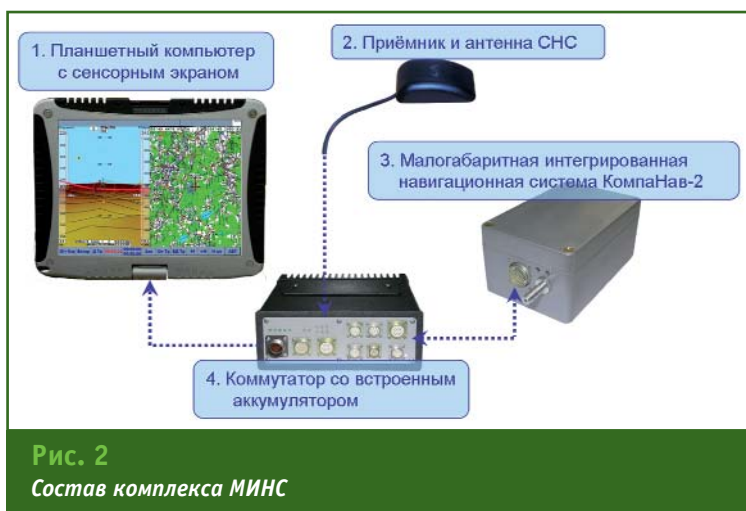 1. Планшетный компьютер
с сенсорным экраном
2. Приёмник и антенна СНС
3. Малогабаритная интегрированная
навигационная система КомпаНав-2
4. Коммутатор со встроенным
аккумулятором
Рис. 2
Состав комплекса МИНС